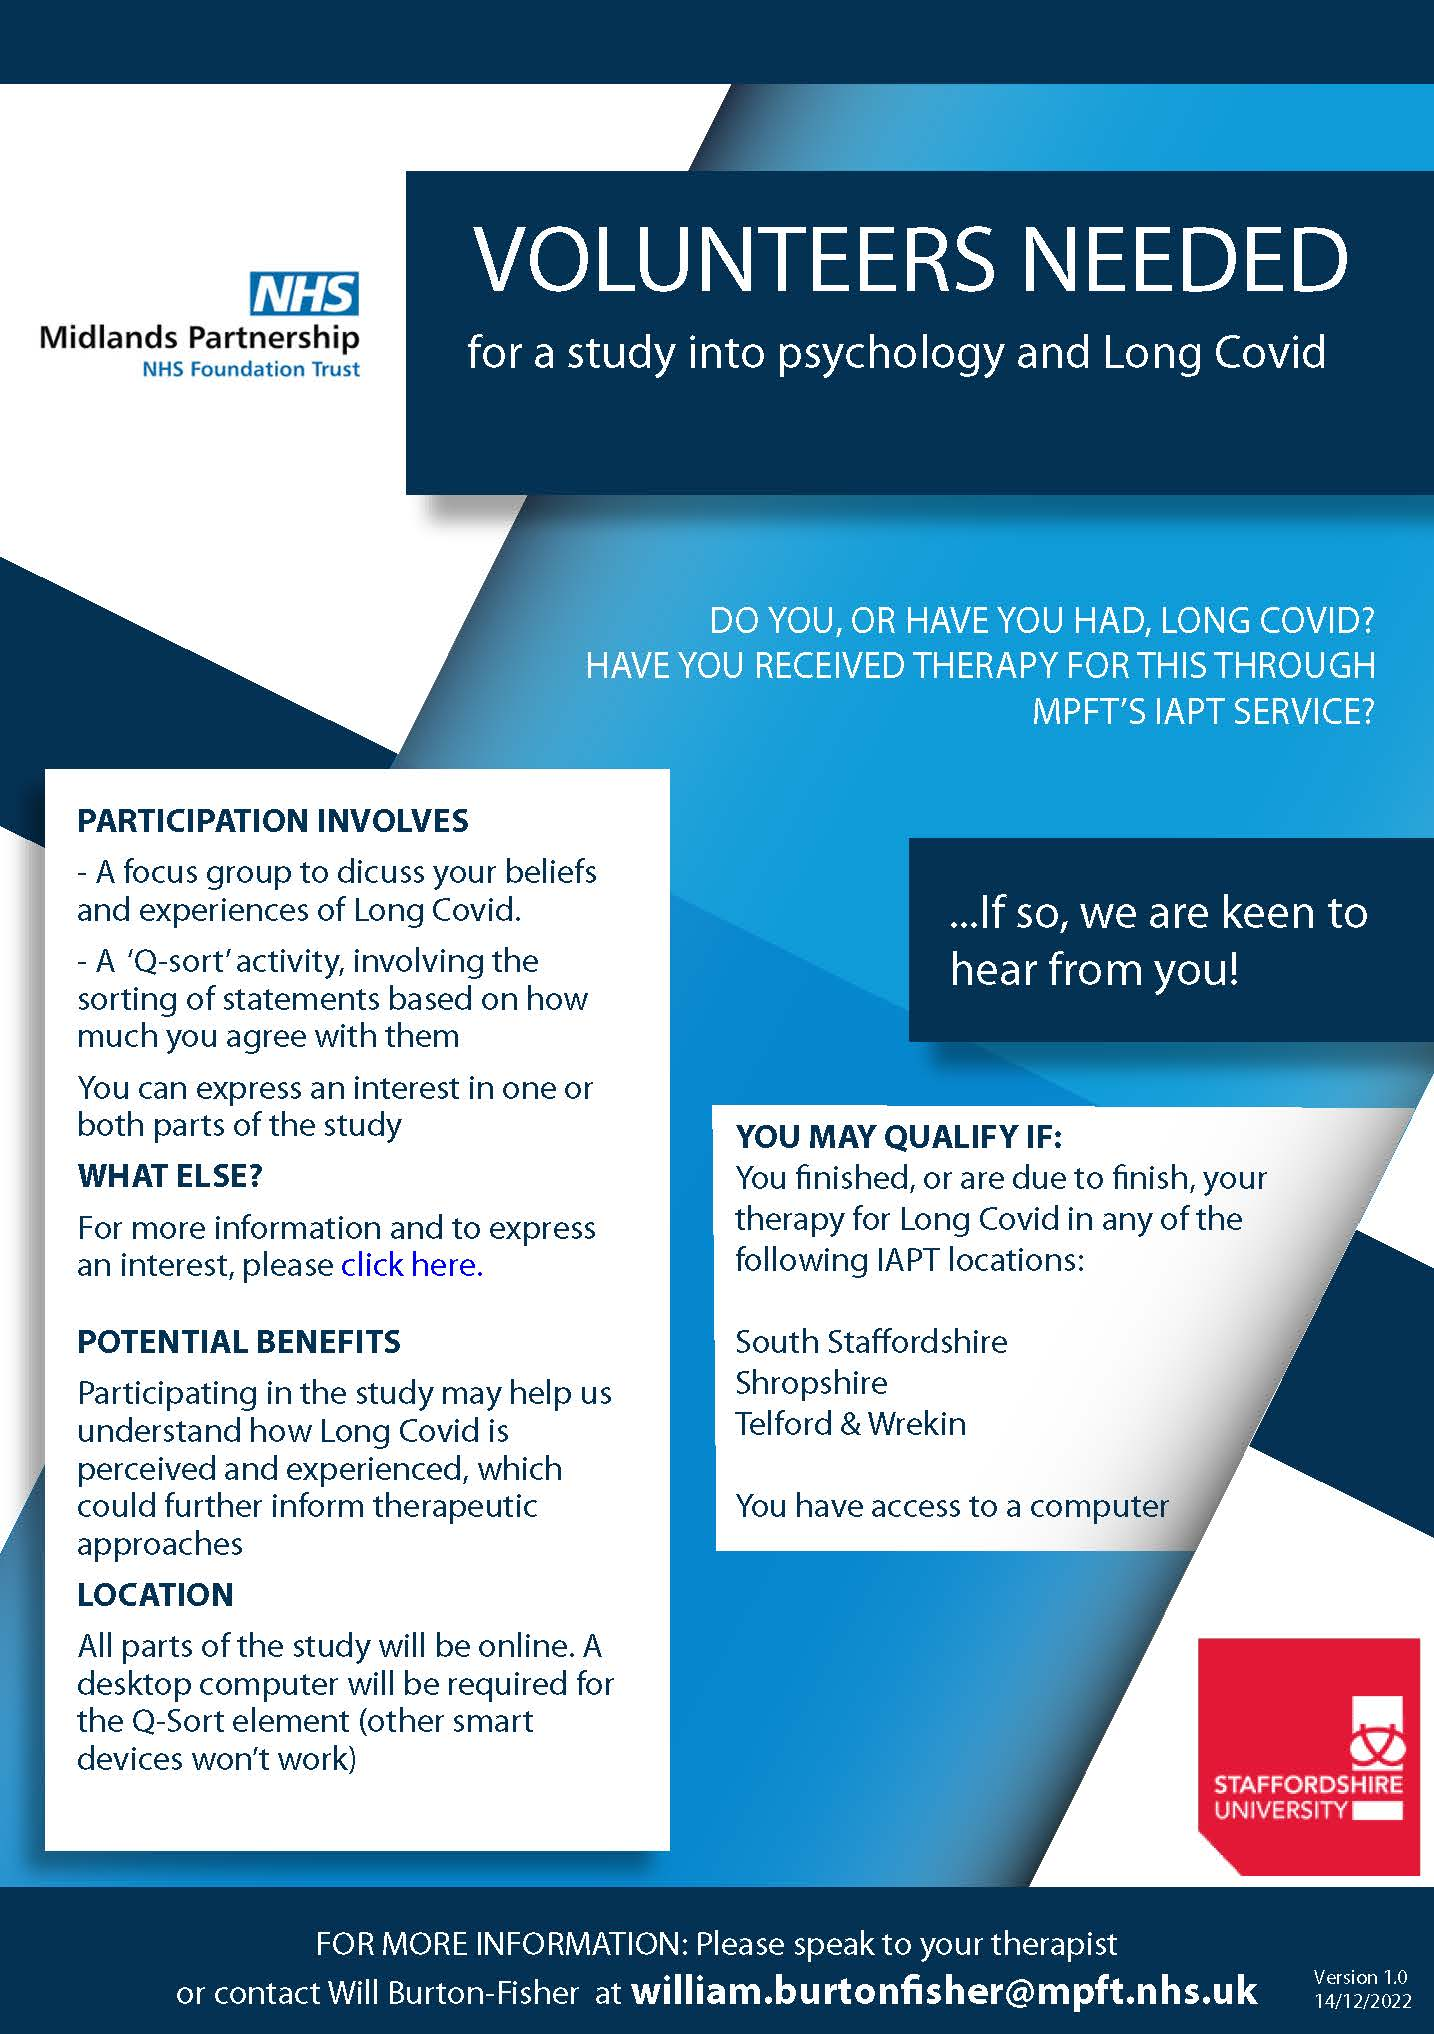 VOLUNTEERS NEEDED
for a study into psychology and Long Covid
NHS
Midlands Partnership
NHS Foundation Trust
DO YOU, OR HAVE YOU HAD, LONG COVID?
HAVE YOU RECEIVED THERAPY FOR THIS THROUGH
MPFT'S IAPT SERVICE?
...If so, we are keen to
hear from you!
PARTICIPATION INVOLVES
- A focus group to dicuss your beliefs
and experiences of Long Covid.
- A 'Q-sort' activity, involving the
sorting of statements based on how
much you agree with them
You can express an interest in one or
both parts of the study
WHAT ELSE?
For more information and to express
an interest, please click here.
POTENTIAL BENEFITS
Participating in the study may help us
understand how Long Covid is
perceived and experienced, which
could further inform therapeutic
approaches
LOCATION
All parts of the study will be online. A
desktop computer will be required for
the Q-Sort element (other smart
devices won't work)
YOU MAY QUALIFY IF:
You finished, or are due to finish, your
therapy for Long Covid in any of the
following IAPT locations:
South Staffordshire
Shropshire
Telford & Wrekin
You have access to a computer
STAFFORDSHIRE
UNIVERSITY
FOR MORE INFORMATION: Please speak to your therapist
or contact Will Burton-Fisher at william.burtonfisher@mpft.nhs.uk
Version 1.0
14/12/2022